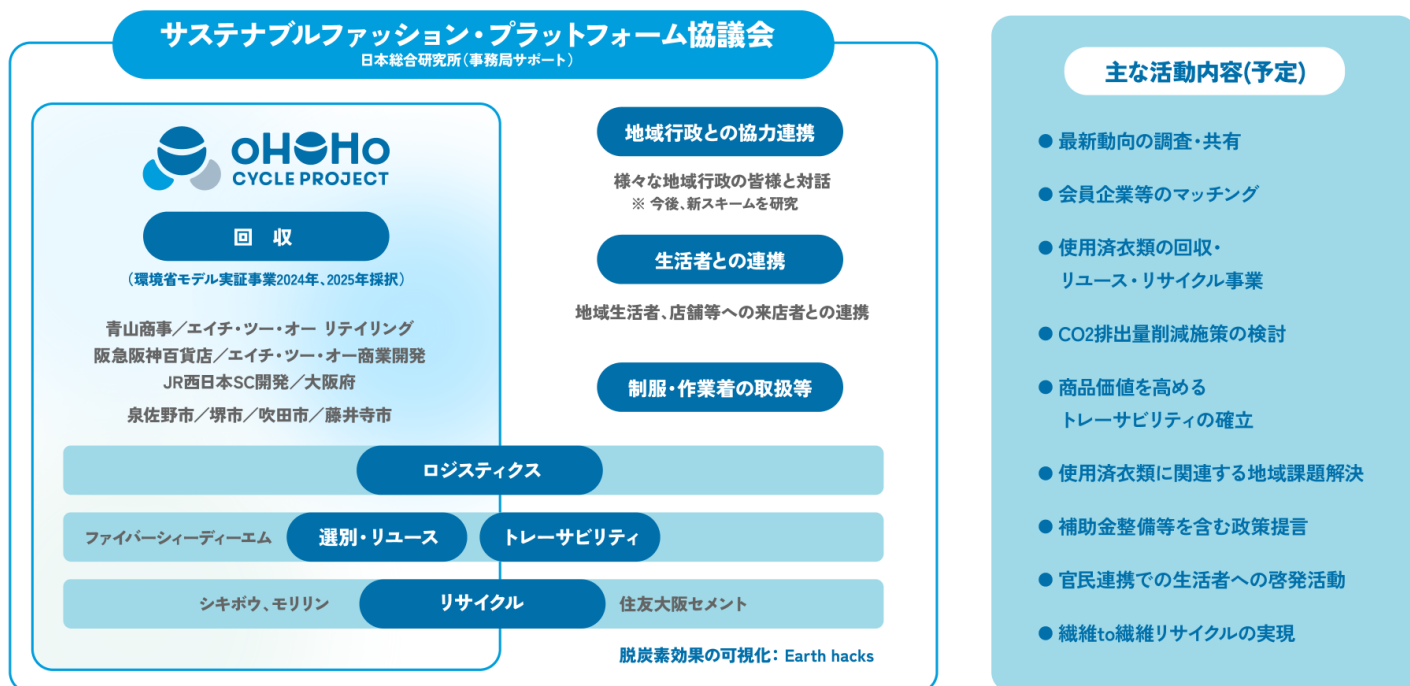 サステナブルファッション・プラットフォーム協議会
日本総合研究所(事務局サポート)
oHoHo
CYCLE PROJECT
回 収
(環境省モデル実証事業2024年、2025年採択)
青山商事／エイチ・ツー・オー リテイリング
阪急阪神百貨店／エイチ・ツー・オー商業開発
JR西日本SC開発／大阪府
泉佐野市／堺市／吹田市／藤井寺市
地域行政との協力連携
様々な地域行政の皆様と対話
※ 今後、新スキームを研究
生活者との連携
地域生活者、店舗等への来店者との連携
制服・作業着の取扱等
ロジスティクス
ファイバーシィーディーエム 選別・リユース トレーサビリティ
シキボウ、モリリン リサイクル 住友大阪セメント
脱炭素効果の可視化： Earth hacks
主な活動内容(予定)
● 最新動向の調査・共有
● 会員企業等のマッチング
● 使用済衣類の回収・
リユース・リサイクル事業
● CO2排出量削減施策の検討
● 商品価値を高める
トレーサビリティの確立
● 使用済衣類に関連する地域課題解決
● 補助金整備等を含む政策提言
● 官民連携での生活者への啓発活動
● 繊維to繊維リサイクルの実現